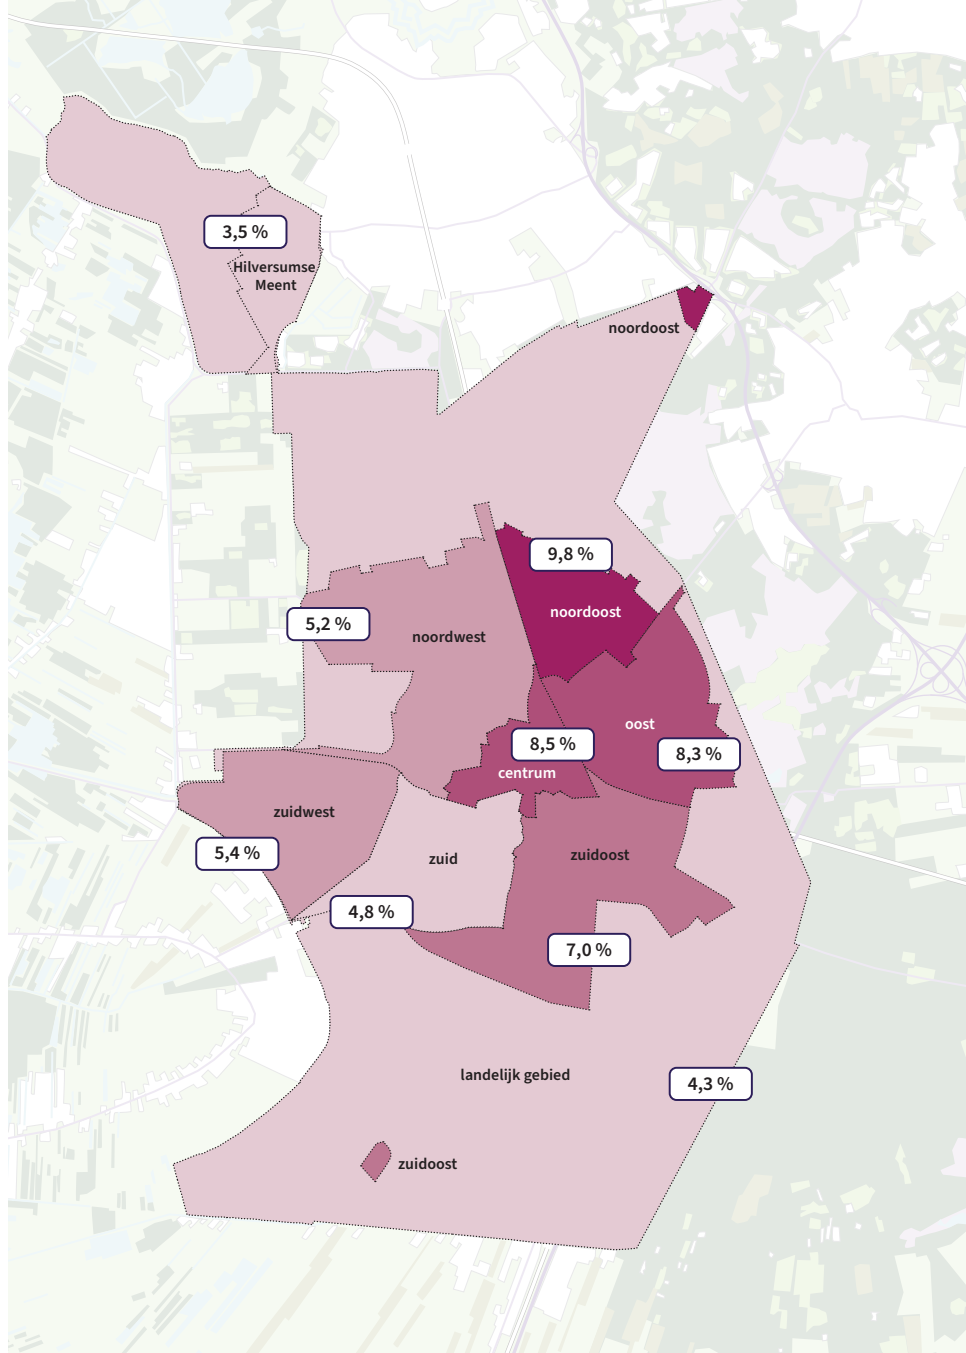 3,5 %
Hilversumse
Meent
noordoost
9,8 %
noordoost
5,2 %
noordwest
oost
8,5 %
8,3 %
centrum
zuidwest
5,4 %
zuid
zuidoost
4,8 %
7,0 %
landelijk gebied
4,3 %
zuidoost